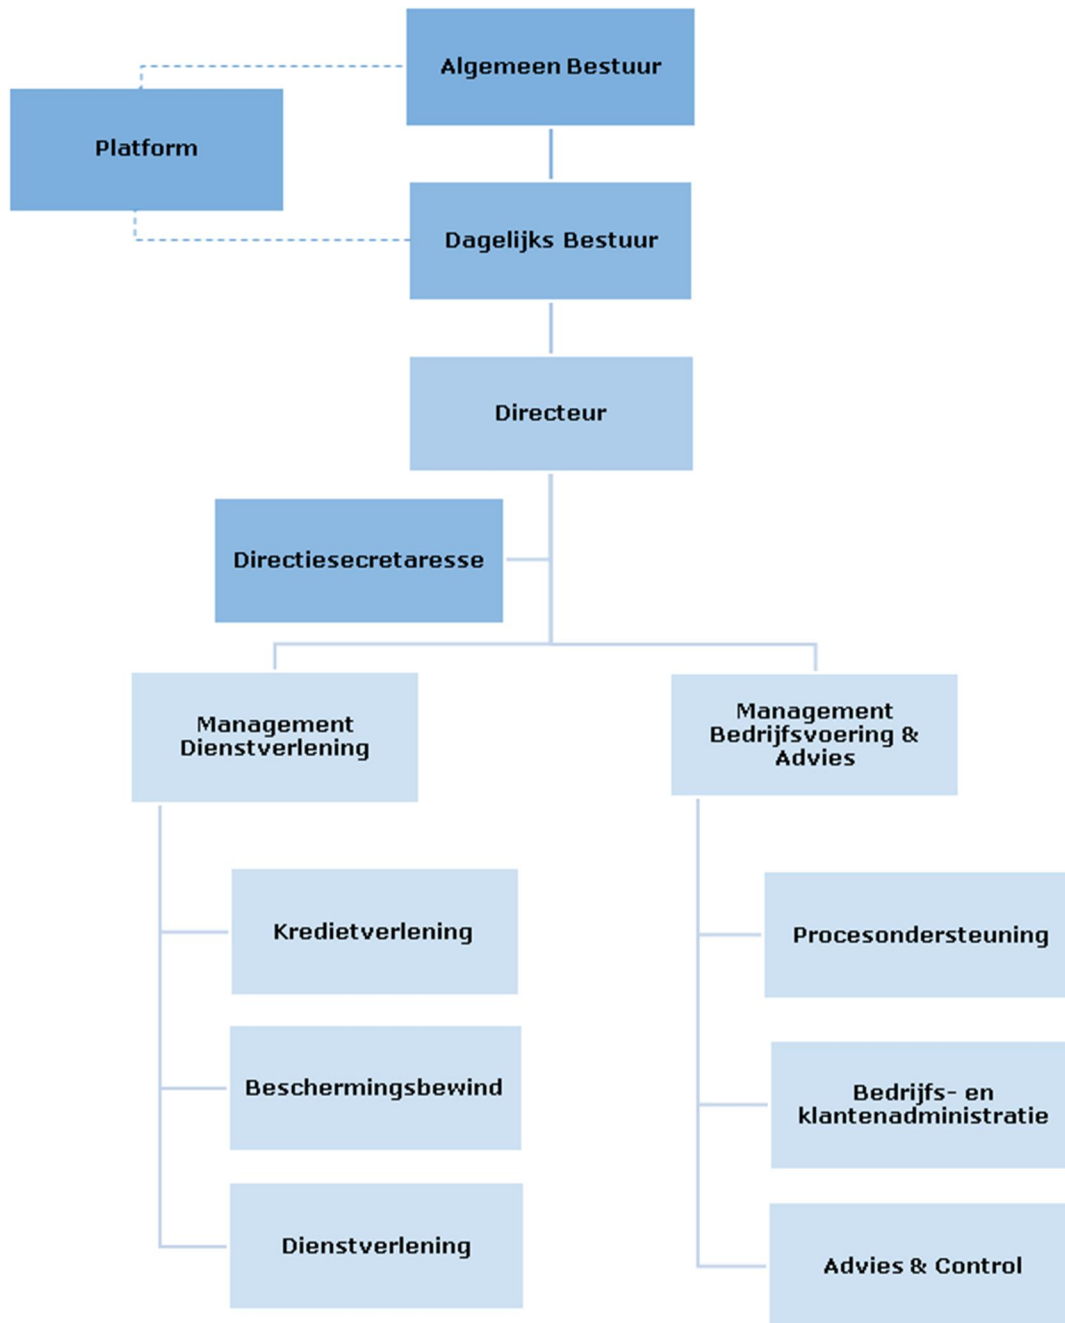 Algemeen Bestuur
Platform
Dagelijks Bestuur
Directeur
Directiesecretaresse
Management
Dienstverlening
Management
Bedrijfsvoering &
Advies
Kredietverlening
Procesondersteuning
Beschermingsbewind
Bedrijfs- en
klantenadministratie
Dienstverlening
Advies & Control